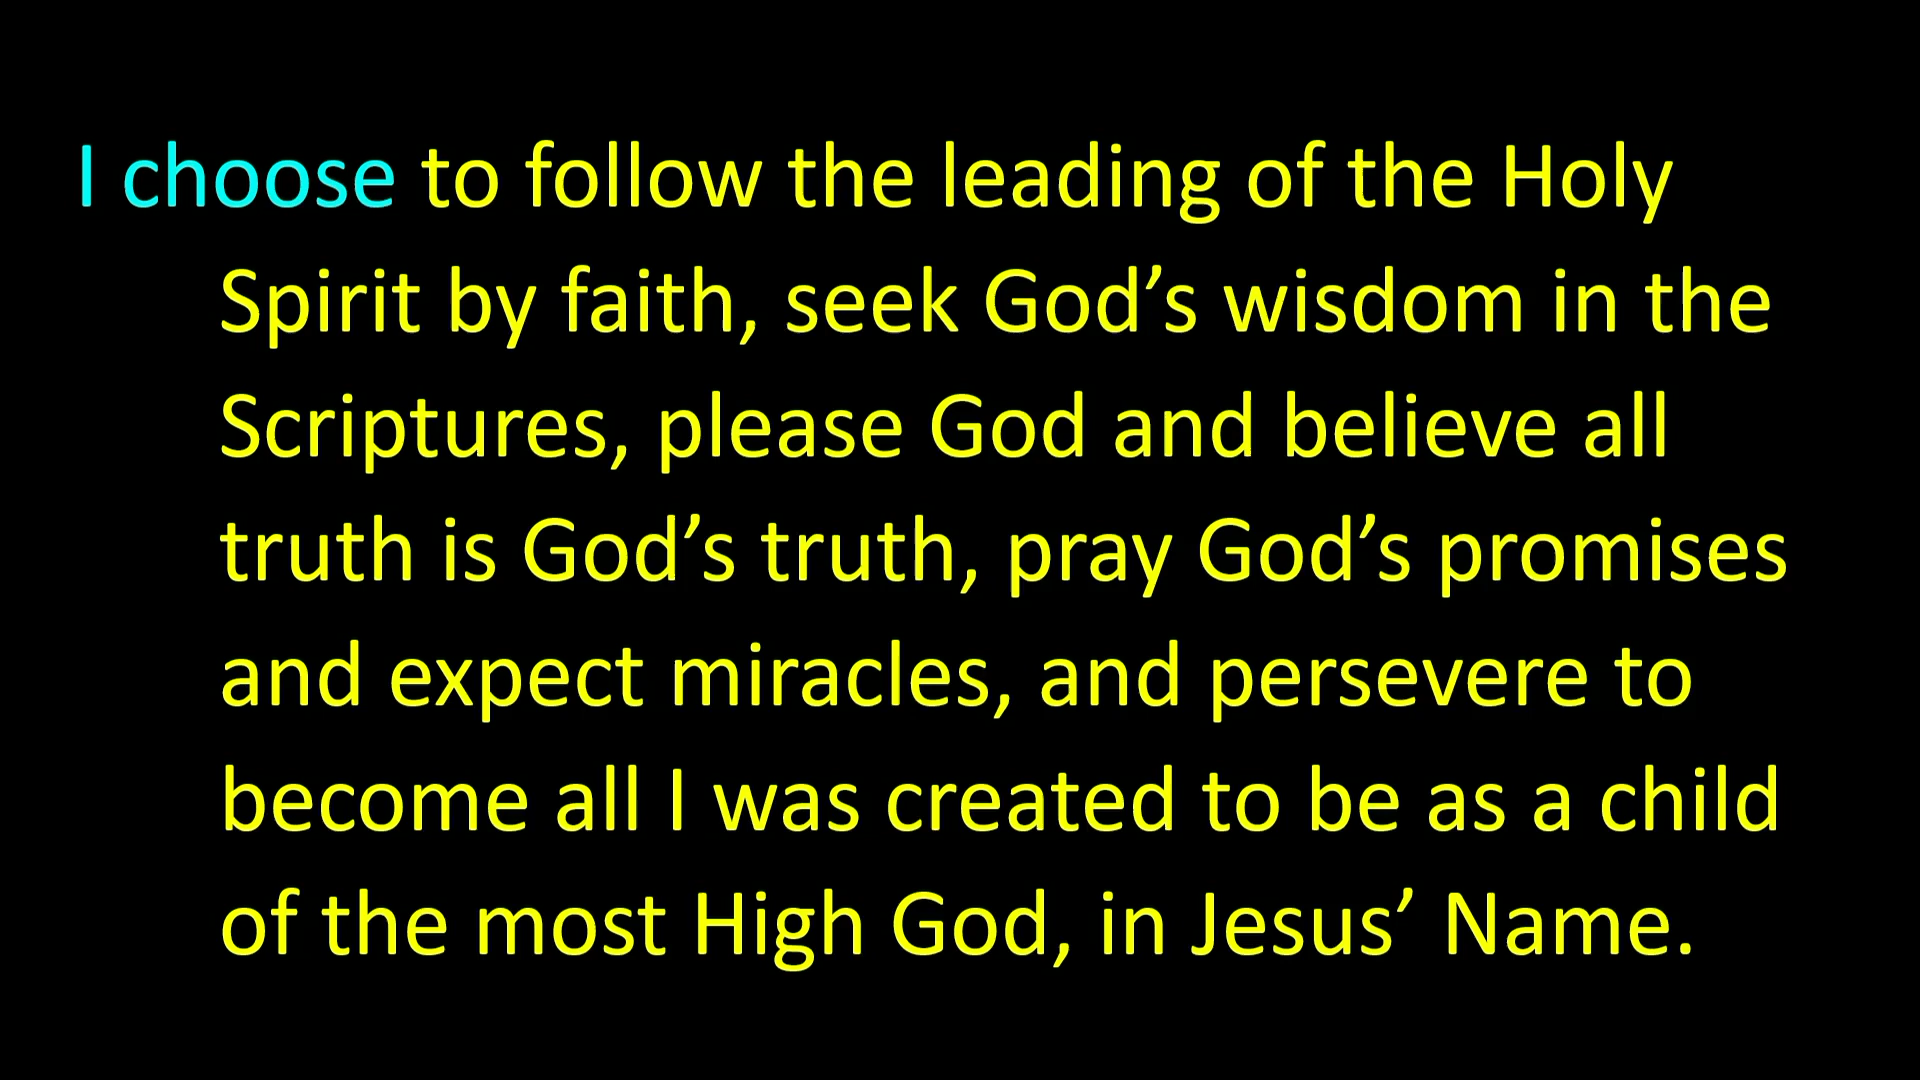 I choose to follow the leading of the Holy
Spirit by faith, seek God’s wisdom in the
Scriptures, please God and believe all
truth is God’s truth, pray God’s promises
and expect miracles, and persevere to
become all I was created to be as a child
of the most High God, in Jesus’ Name.